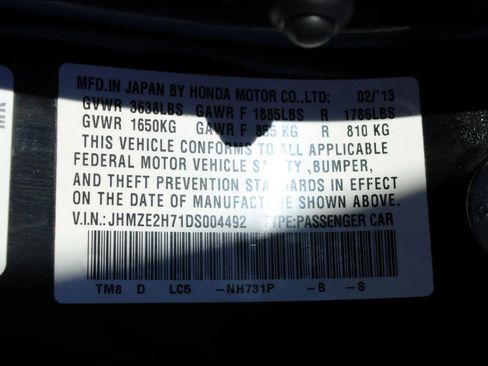 MFD.IN JAPAN BY HONDA MOTOR CO.,LTD; 02/'13
GVWR 3638LBS GAWR F 1885LBS R 1786LBS
GVWR 1650KG GAWR F 855 KG R 810 KG
THIS VEHICLE CONFORMS TO ALL APPLICABLE
FEDERAL MOTOR VEHICLE SAFETY ,BUMPER,
AND THEFT PREVENTION STANDARDS IN EFFECT
ON THE DATE OF MANUFACTURE SHOWN ABOVE.
V.I.N.: JHMZE2H71DS004492 TYPE:PASSENGER CAR
TM8 D LC5 -NH731P -B -S